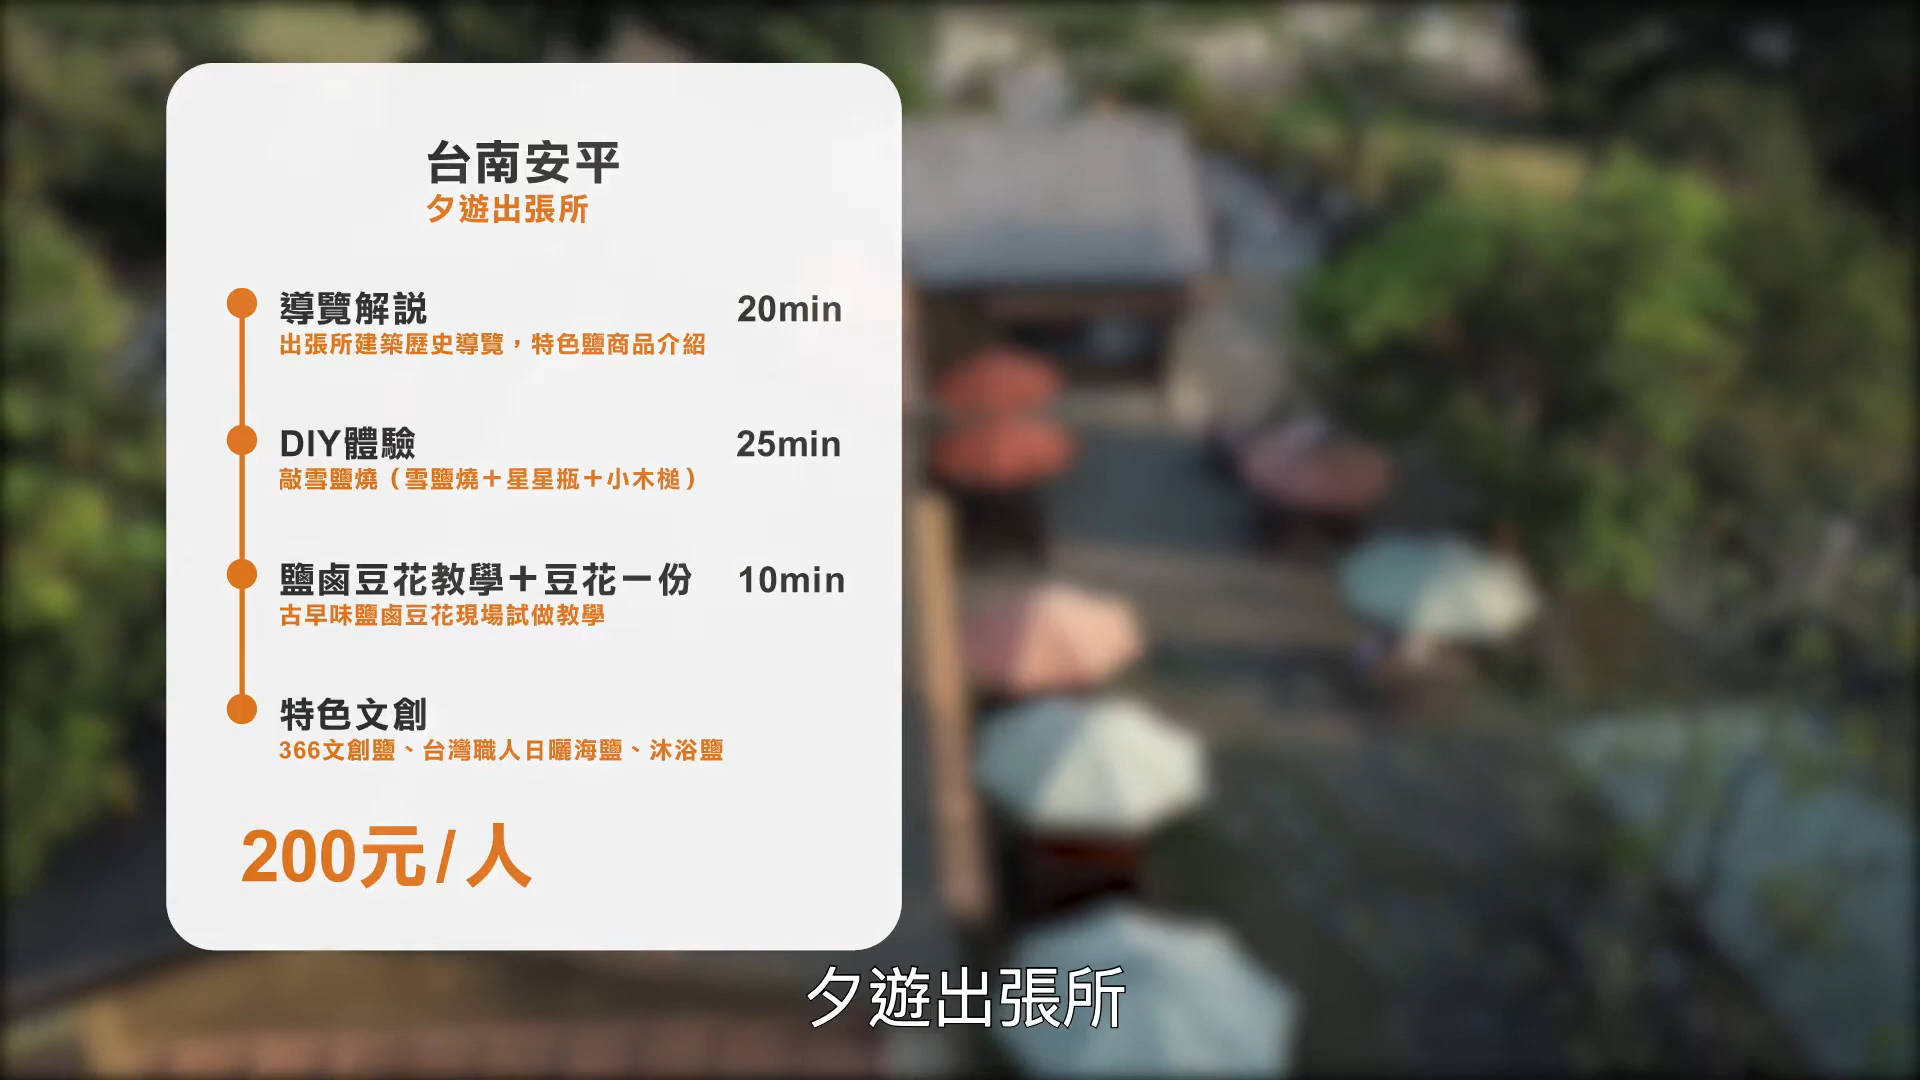 台南安平
夕遊出張所
導覽解説 20min
出張所建築歷史導覽，特色鹽商品介紹
DIY體驗 25min
敲雪鹽燒（雪鹽燒＋星星瓶＋小木槌）
鹽鹵豆花教學＋豆花一份 10min
古早味鹽鹵豆花現場試做教學
特色文創
366文創鹽、台灣職人日曬海鹽、沐浴鹽
200元/人
夕遊出張所